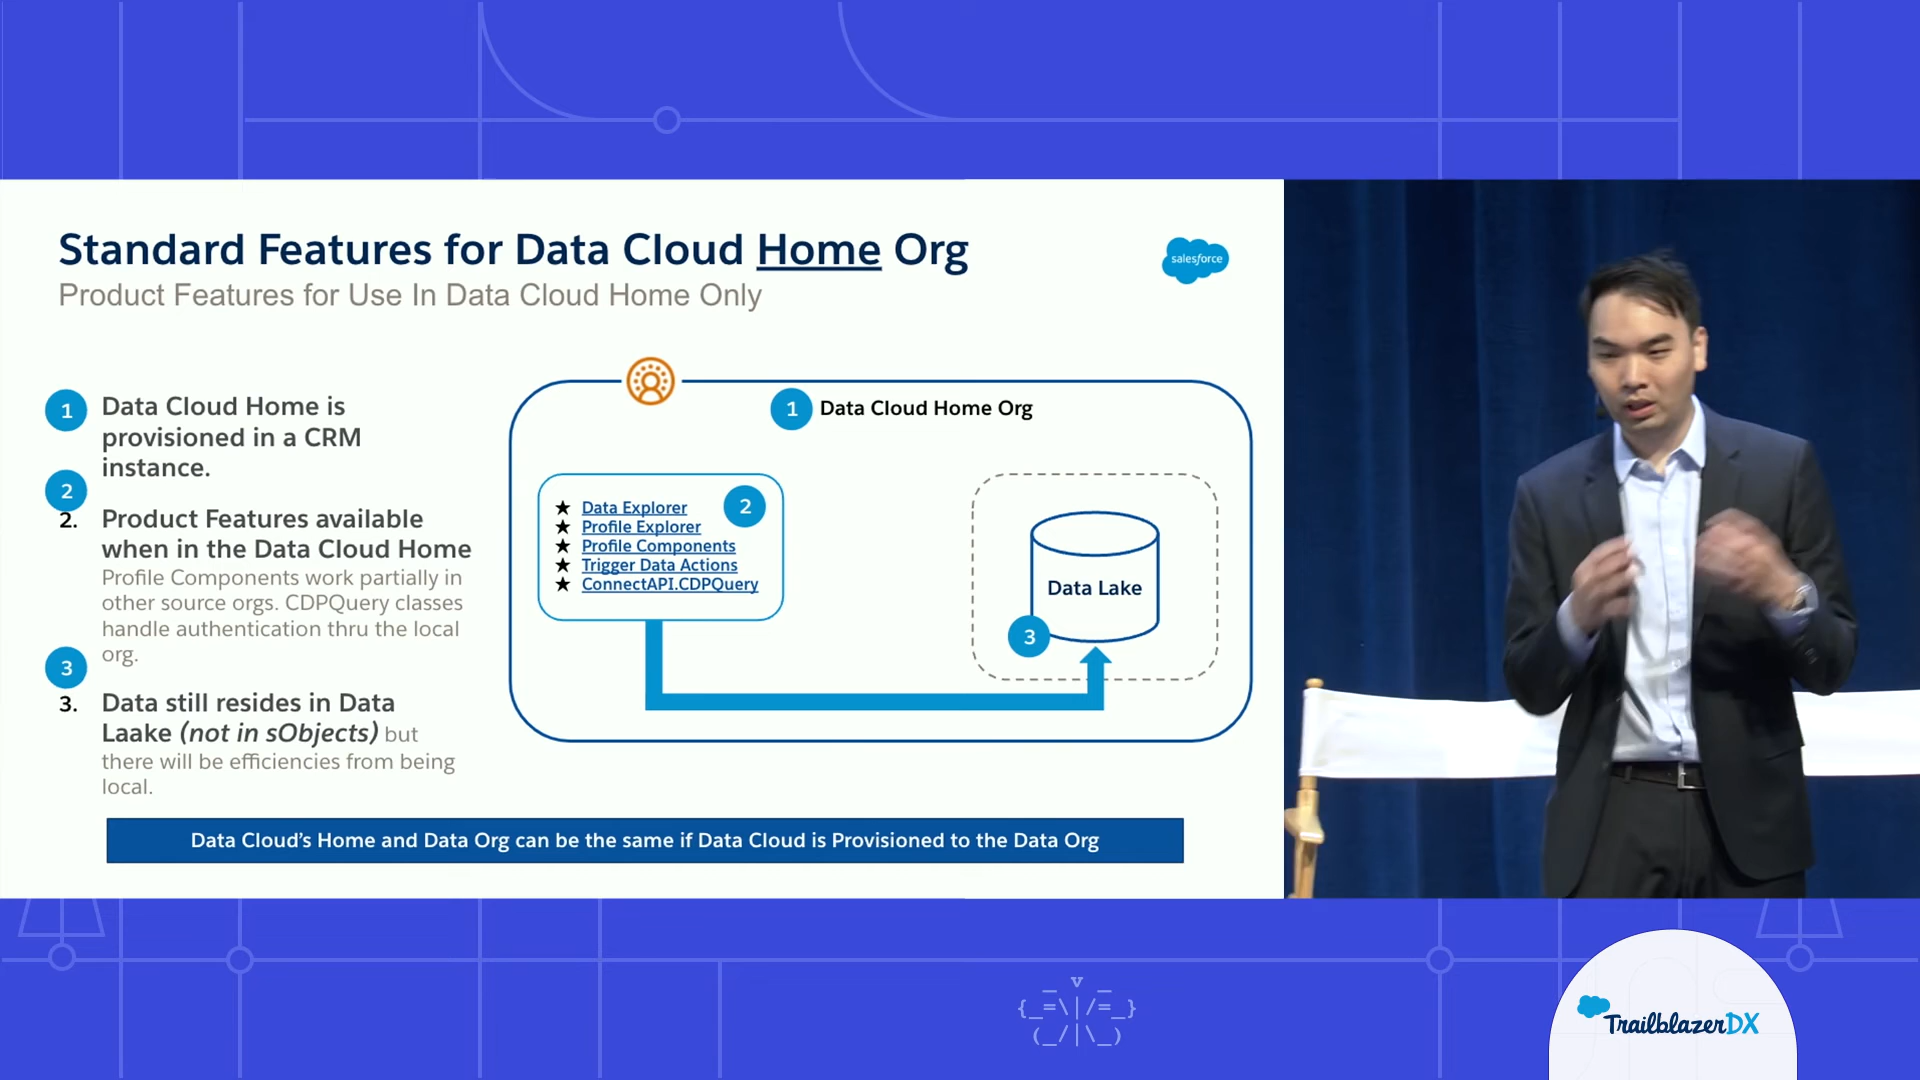 Standard Features for Data Cloud Home Org
Product Features for Use In Data Cloud Home Only
salesforce
1
Data Cloud Home is
provisioned in a CRM
instance.
2
2. Product Features available
when in the Data Cloud Home
Profile Components work partially in
other source orgs. CDPQuery classes
handle authentication thru the local
org.
3
3. Data still resides in Data
Laake (not in sObjects) but
there will be efficiencies from being
local.
1 Data Cloud Home Org
2
★ Data Explorer
★ Profile Explorer
★ Profile Components
★ Trigger Data Actions
★ ConnectAPI.CDPQuery
Data Lake
3
Data Cloud’s Home and Data Org can be the same if Data Cloud is Provisioned to the Data Org
_ v _
{_=\|/=_}
(_/|\_)
TrailblazerDX